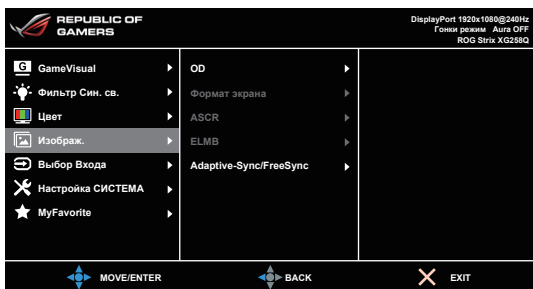 REPUBLIC OF
GAMERS
DisplayPort 1920x1080@240Hz
Гонки режим Aura OFF
ROG Strix XG258Q
G GameVisual
Фильтр Син. св.
Цвет
Изображ.
Выбор Входа
Настройка СИСТЕМА
MyFavorite
OD
Формат экрана
ASCR
ELMB
Adaptive-Sync/FreeSync
MOVE/ENTER
BACK
EXIT